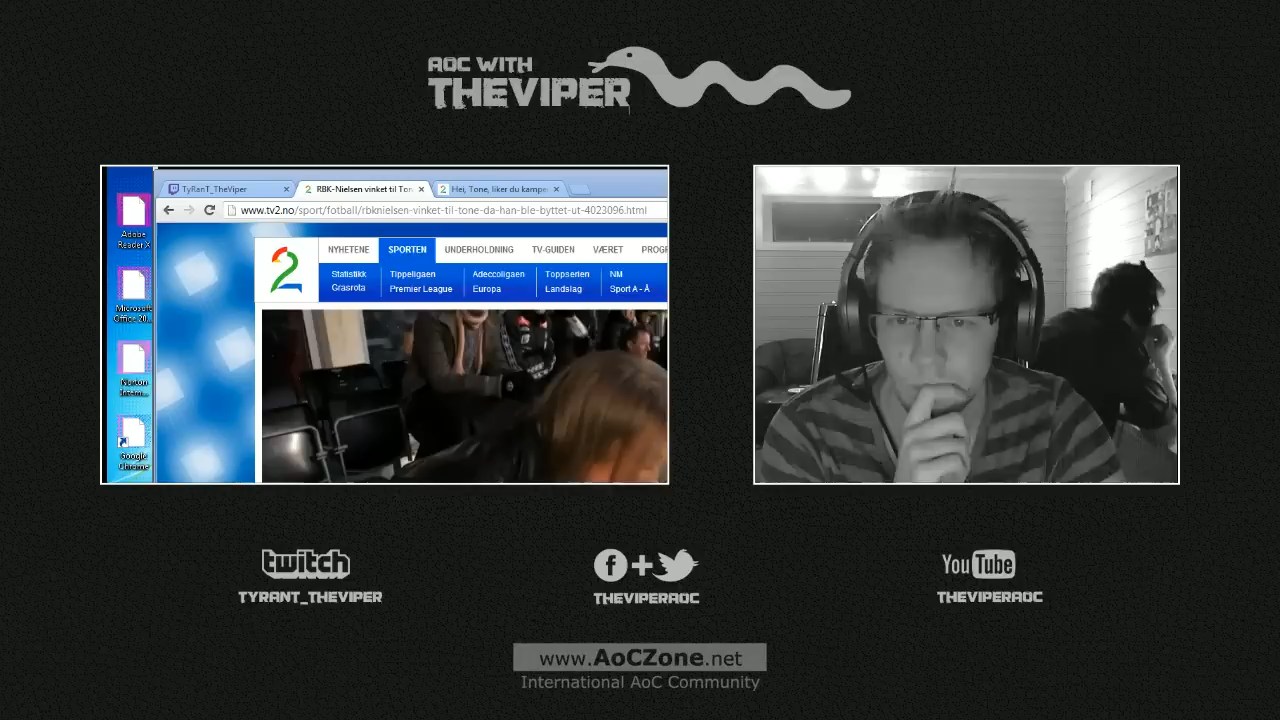 AOC WITH
THEVIPER
TyRanT_TheViper
RBK-Nielsen vinket til Ton
Hei, Tone, liker du kampe
www.tv2.no/sport/fotball/rbknielsen-vinket-til-tone-da-han-ble-byttet-ut-4023096.html
Adobe
Reader X
Microsoft
Office 20...
Norton
Intern...
Google
Chrome
2
NYHETENE SPORTEN UNDERHOLDNING TV-GUIDEN VÆRET PROGR
Statistikk Tippeligaen Adeccoligaen Toppserien NM
Grasrota Premier League Europa Landslag Sport A - Å
twitch
TYRANT_THEVIPER
f+
THEVIPERAOC
YouTube
THEVIPERAOC
www.AoCZone.net
International AoC Community